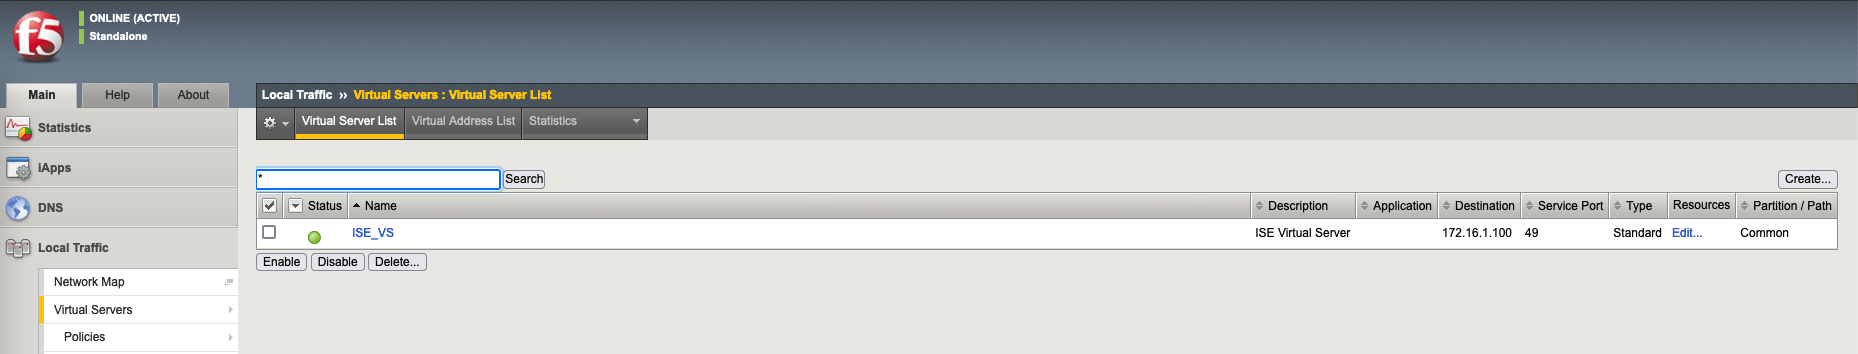 f5
ONLINE (ACTIVE)
Standalone
Main Help About
Local Traffic ›› Virtual Servers : Virtual Server List
Virtual Server List Virtual Address List Statistics
Statistics
iApps
DNS
Local Traffic
Network Map
Virtual Servers
Policies
* Search Create...
Status Name Description Application Destination Service Port Type Resources Partition / Path
ISE_VS ISE Virtual Server 172.16.1.100 49 Standard Edit... Common
Enable Disable Delete...